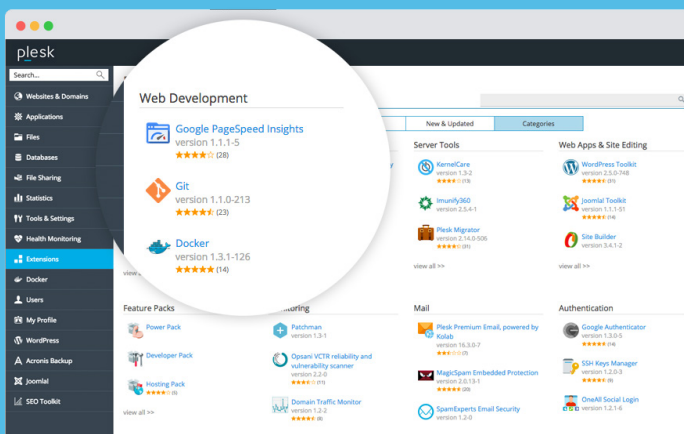 plesk
Search...
Websites & Domains
Applications
Files
Databases
File Sharing
Statistics
Tools & Settings
Health Monitoring
Extensions
Docker
Users
My Profile
WordPress
Acronis Backup
Joomla!
SEO Toolkit
Web Development
Google PageSpeed Insights
version 1.1.1-5
(28)
Git
version 1.1.0-213
(23)
Docker
version 1.3.1-126
(14)
New & Updated
Categories
Server Tools
KernelCare
version 1.3-2
(13)
Imunify360
version 2.5.4-1
Plesk Migrator
version 2.14.0-506
(31)
view all >>
Web Apps & Site Editing
WordPress Toolkit
version 2.5.0-748
(31)
Joomla! Toolkit
version 1.1.1-51
(14)
Site Builder
version 3.4.1-2
view all >>
Feature Packs
Power Pack
Developer Pack
Hosting Pack
view all >>
Patchman
version 1.3-1
Opsani VCTR reliability and
vulnerability scanner
version 2.2-0
(11)
Domain Traffic Monitor
version 1.2-2
Mail
Plesk Premium Email, powered by
Kolab
version 16.3.0-7
(3)
MagicSpam Embedded Protection
version 2.0.13-1
(20)
SpamExperts Email Security
version 1.2-0
Authentication
Google Authenticator
version 1.3.0-5
(14)
SSH Keys Manager
version 1.2.0-3
OneAll Social Login
version 1.2.1-6